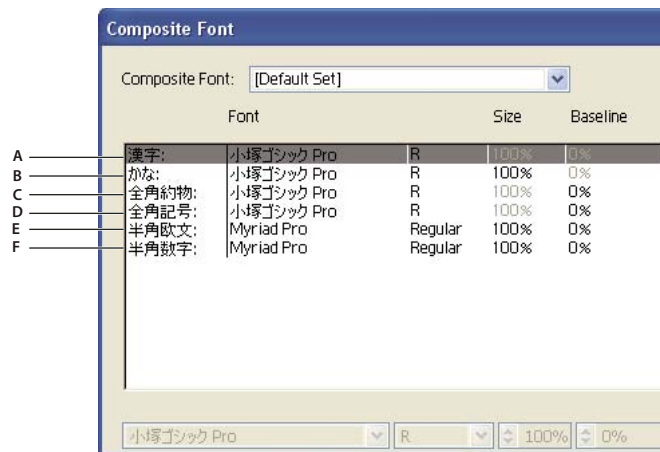 Composite Font
Composite Font: [Default Set]
Font Size Baseline
A 漢字: 小塚ゴシック Pro R 100% 0%
B かな: 小塚ゴシック Pro R 100% 0%
C 全角約物: 小塚ゴシック Pro R 100% 0%
D 全角記号: 小塚ゴシック Pro R 100% 0%
E 半角欧文: Myriad Pro Regular 100% 0%
F 半角数字: Myriad Pro Regular 100% 0%
小塚ゴシック Pro R 100% 0%